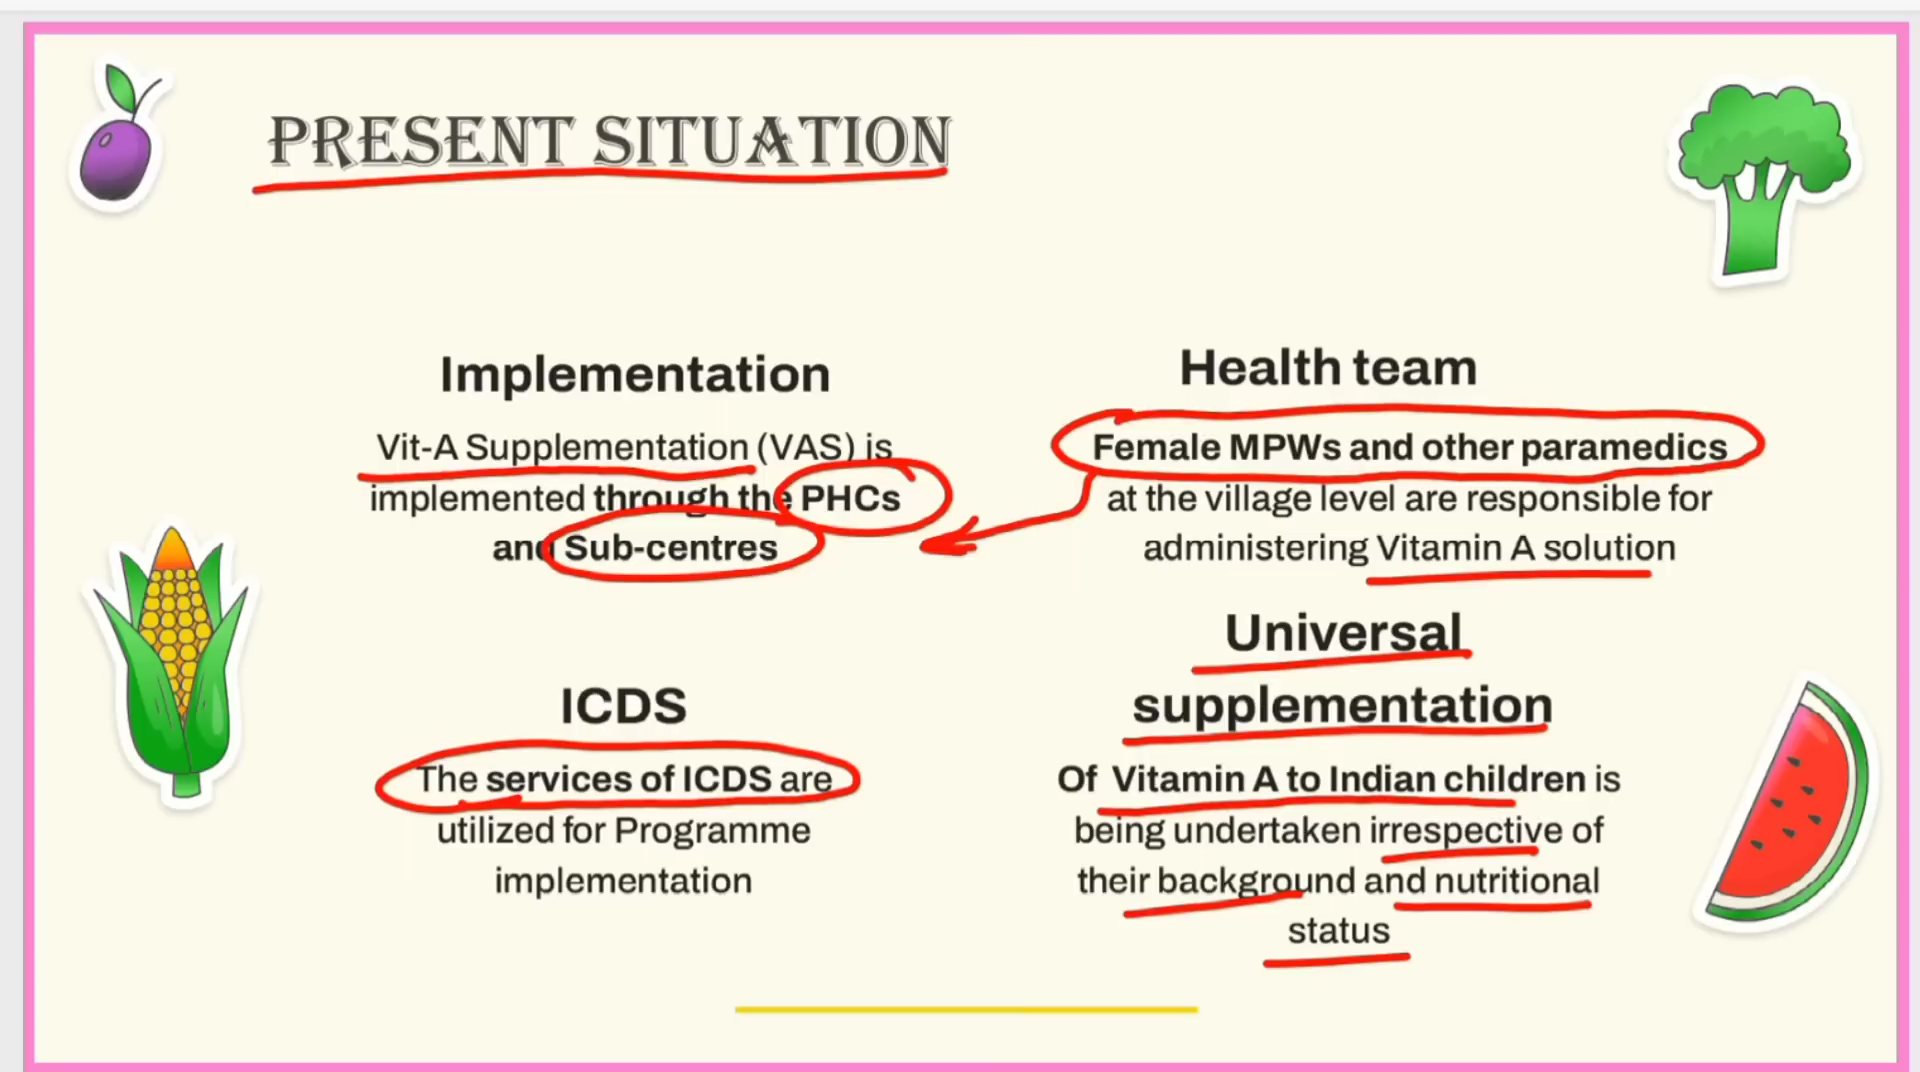 PRESENT SITUATION
Implementation
Vit-A Supplementation (VAS) is
implemented through the PHCs
and Sub-centres
Health team
Female MPWs and other paramedics
at the village level are responsible for
administering Vitamin A solution
ICDS
The services of ICDS are
utilized for Programme
implementation
Universal
supplementation
Of Vitamin A to Indian children is
being undertaken irrespective of
their background and nutritional
status